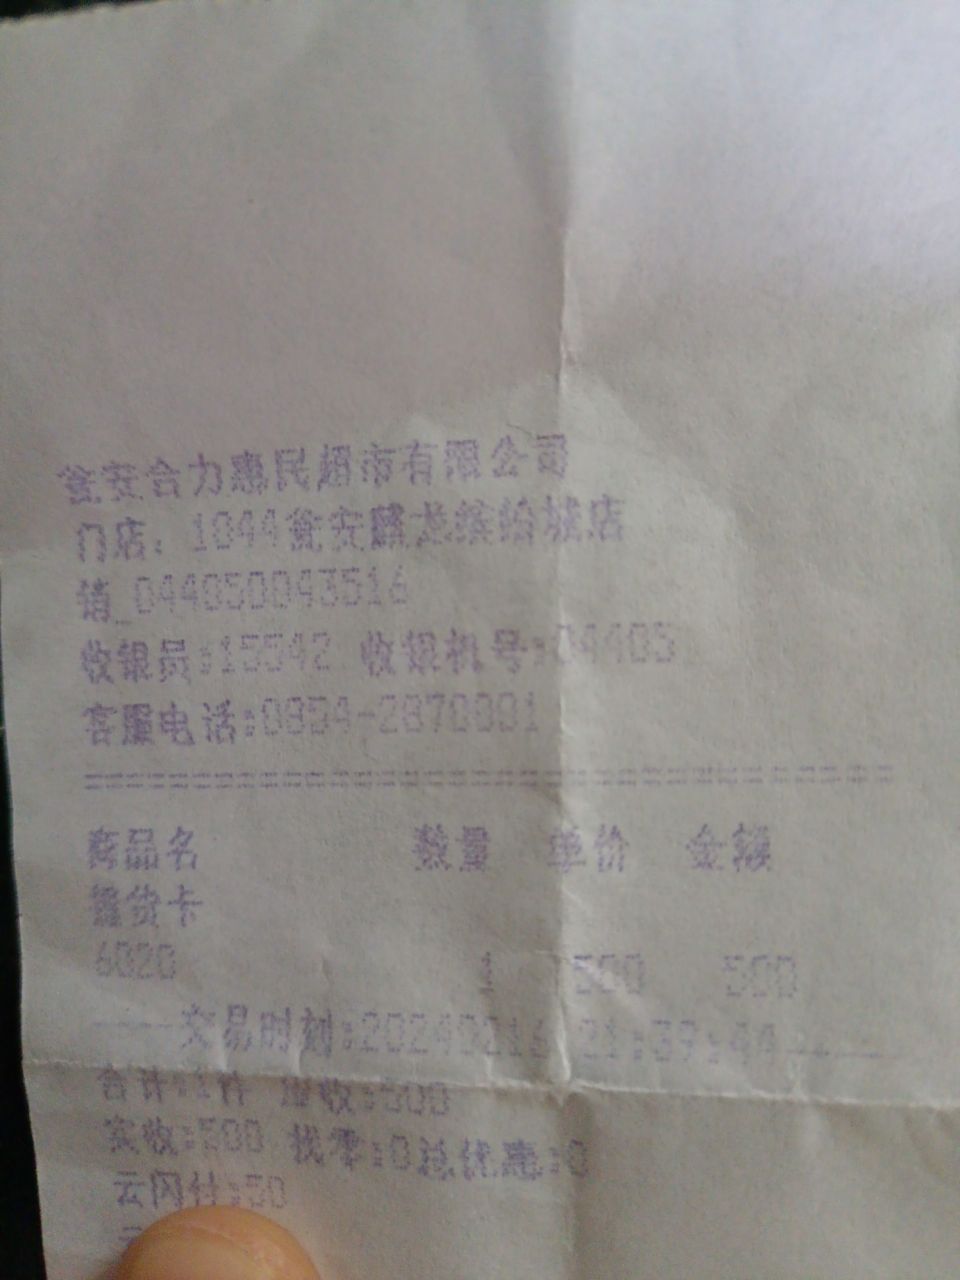 瓮安合力惠民超市有限公司
门店：1044瓮安麒龙缤纷城店
销_044050043516
收银员:15542 收银机号:04405
客服电话:0854-2870001
==================================
商品名 数量 单价 金额
提货卡
6020 1 500 500
----交易时刻:20240216 21:39:44----
合计:1件 应收:500
实收:500 找零:0总优惠:0
云闪付:50